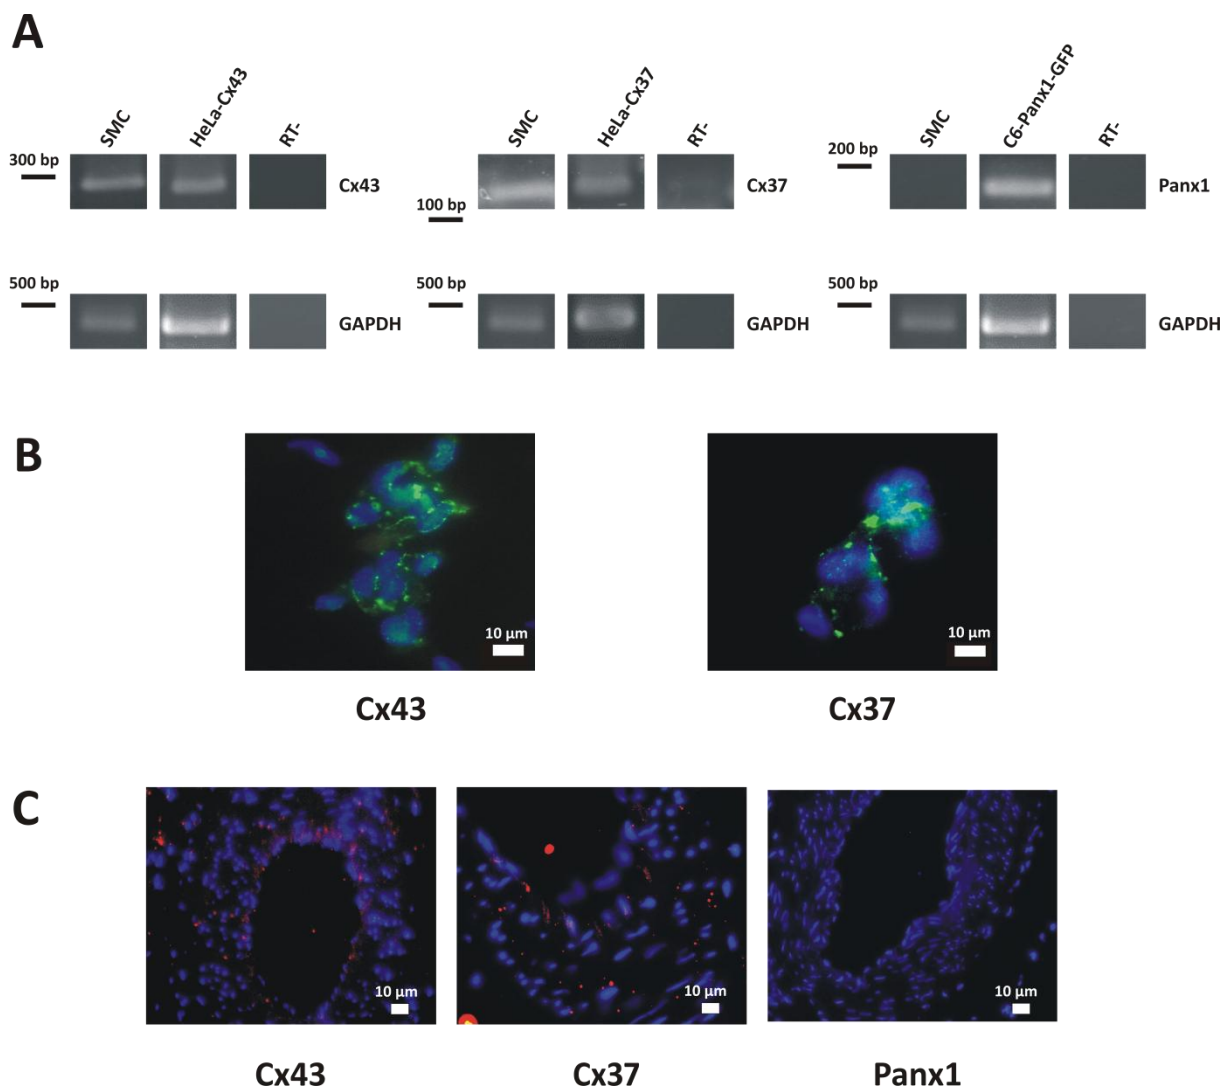 A
SMC HeLa-Cx43 RT-
SMC HeLa-Cx37 RT-
SMC C6-Panx1-GFP RT-
300 bp Cx43
100 bp Cx37
200 bp Panx1
500 bp GAPDH
500 bp GAPDH
500 bp GAPDH
B
10 µm
10 µm
Cx43 Cx37
C
10 µm
10 µm
10 µm
Cx43 Cx37 Panx1